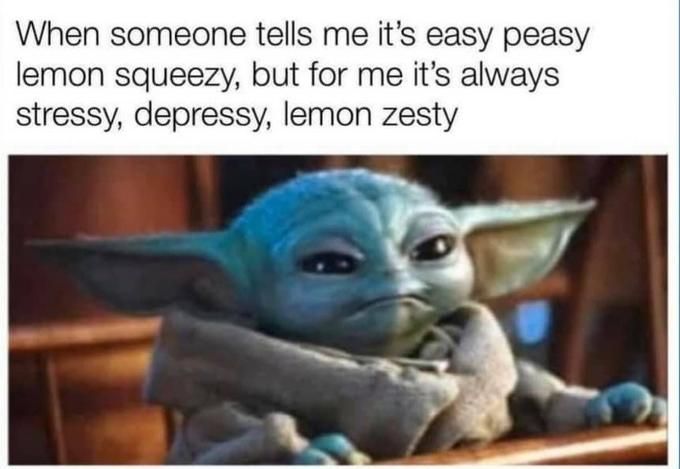 When someone tells me it’s easy peasy
lemon squeezy, but for me it’s always
stressy, depressy, lemon zesty